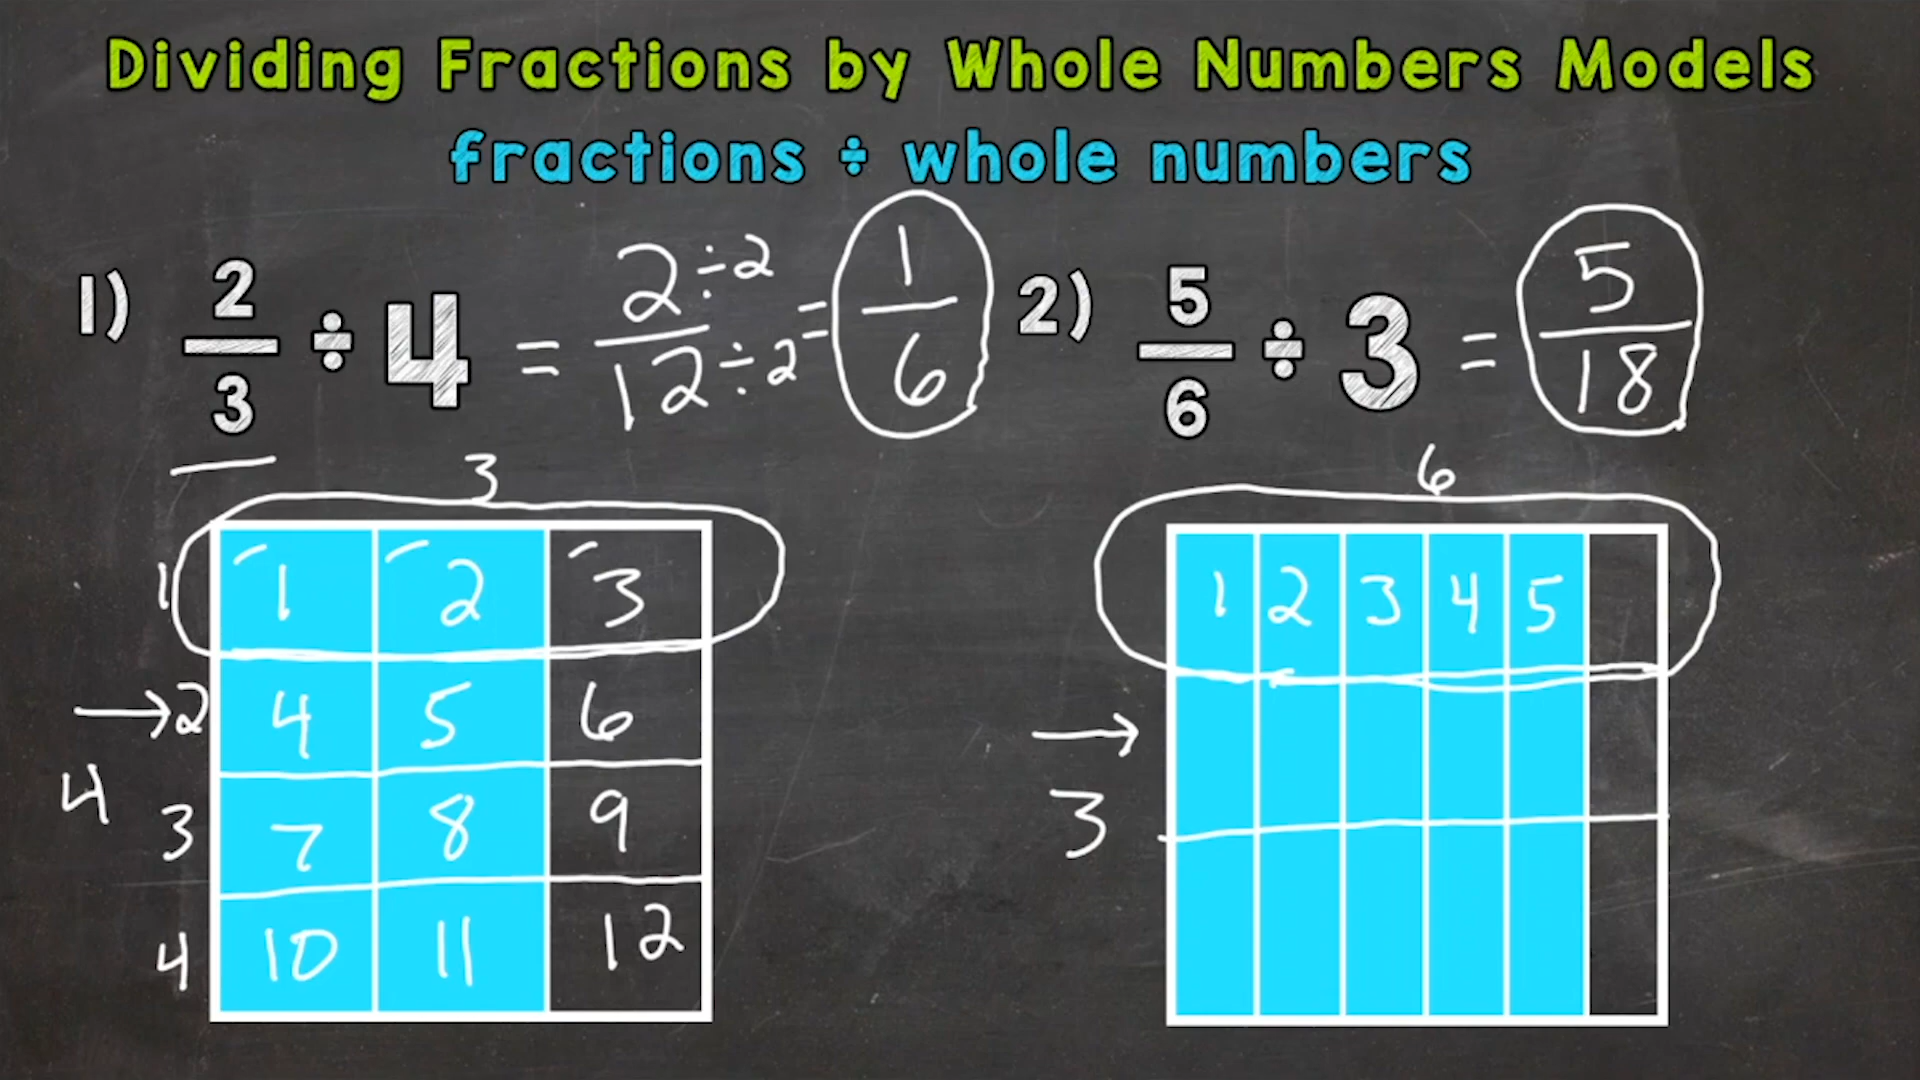 Dividing Fractions by Whole Numbers Models
fractions ÷ whole numbers
1) 2/3 ÷ 4 = 2÷2/12÷2 = 1/6
2) 5/6 ÷ 3 = 5/18
3
1 1 2 3
→2 4 5 6
4
3 7 8 9
4 10 11 12
6
1 2 3 4 5
→
3